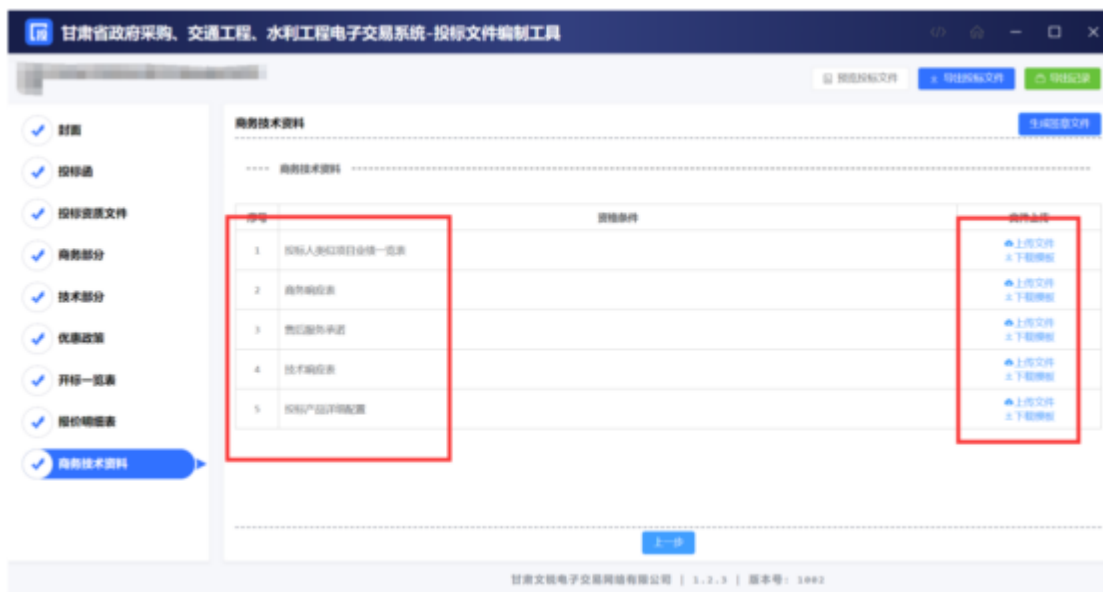 投
甘肃省政府采购、交通工程、水利工程电子交易系统-投标文件编制工具
预览投标文件
导出投标文件
导出记录
封面
投标函
投标资质文件
商务部分
技术部分
优惠政策
开标一览表
报价明细表
商务技术资料
商务技术资料
生成签章文件
商务技术资料
序号 资格条件 文件上传
1 投标人类似项目业绩一览表 上传文件
下载模板
2 商务响应表 上传文件
下载模板
3 售后服务承诺 上传文件
下载模板
4 技术响应表 上传文件
下载模板
5 投标产品详细配置 上传文件
下载模板
上一步
甘肃文锐电子交易网络有限公司 | 1.2.3 | 版本号: 1002